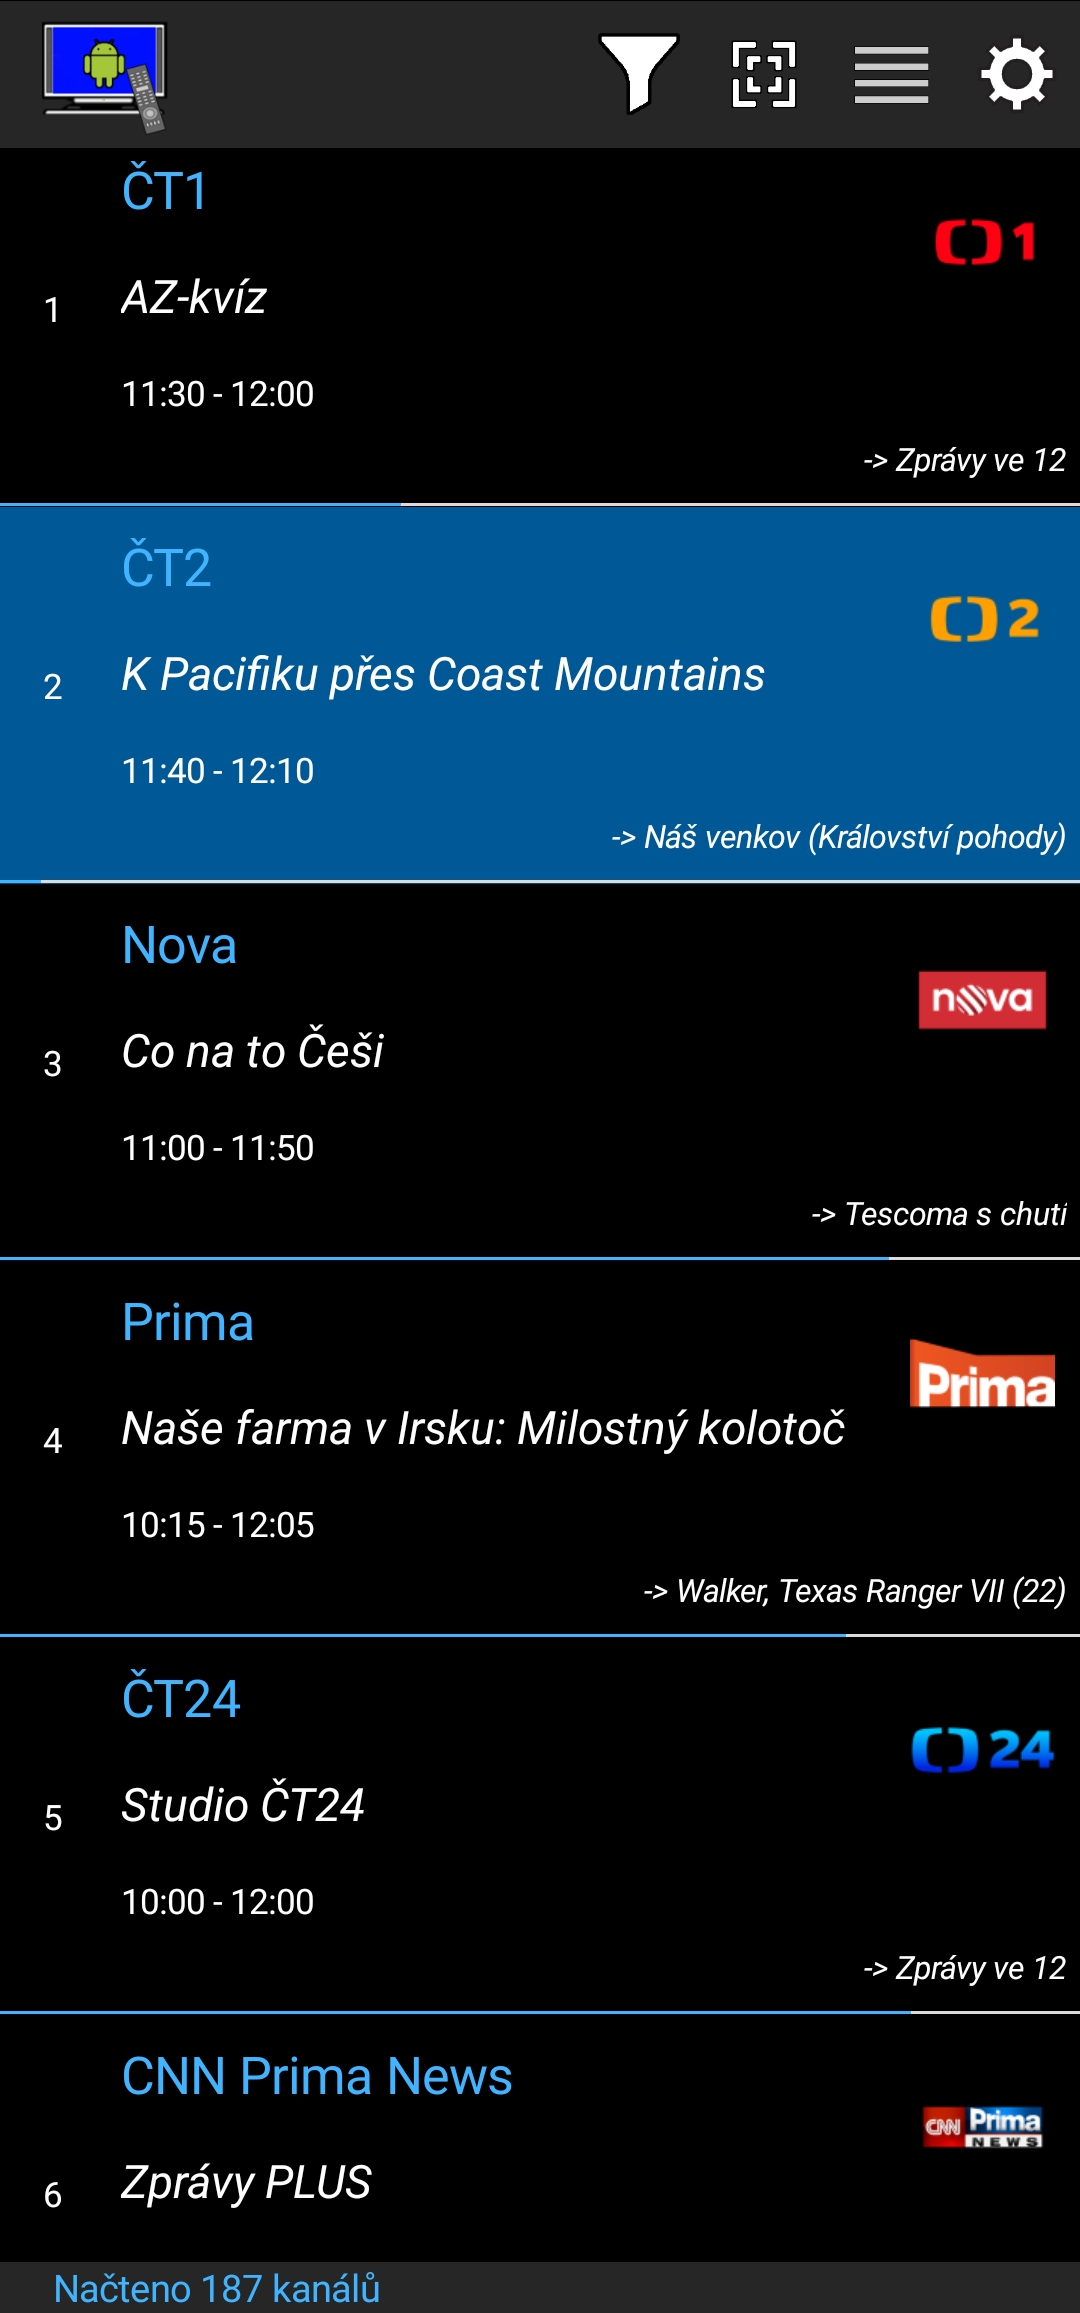 ČT1
1
1
AZ-kvíz
11:30 - 12:00
-> Zprávy ve 12
ČT2
2
2
K Pacifiku přes Coast Mountains
11:40 - 12:10
-> Náš venkov (Království pohody)
Nova
nova
3
Co na to Češi
11:00 - 11:50
-> Tescoma s chutí
Prima
Prima
4
Naše farma v Irsku: Milostný kolotoč
10:15 - 12:05
-> Walker, Texas Ranger VII (22)
ČT24
24
5
Studio ČT24
10:00 - 12:00
-> Zprávy ve 12
CNN Prima News
CNN Prima
NEWS
6
Zprávy PLUS
Načteno 187 kanálů